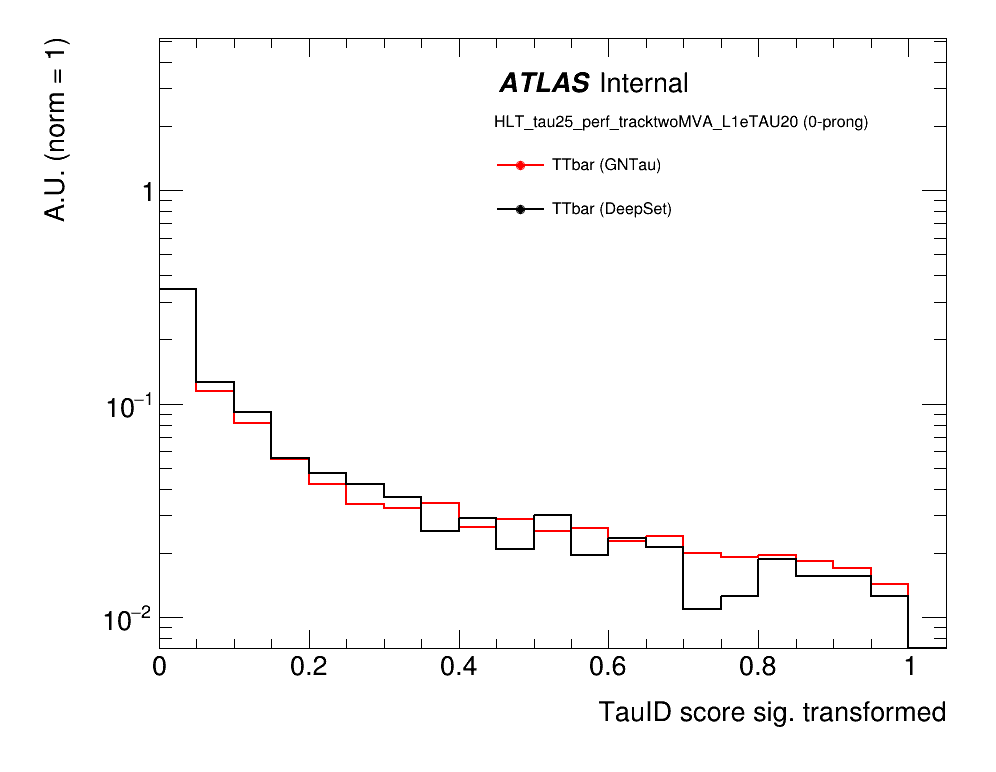 A.U. (norm = 1)
ATLAS Internal
HLT_tau25_perf_tracktwoMVA_L1eTAU20 (0-prong)
TTbar (GNTau)
TTbar (DeepSet)
1
10⁻¹
10⁻²
0 0.2 0.4 0.6 0.8 1
TauID score sig. transformed